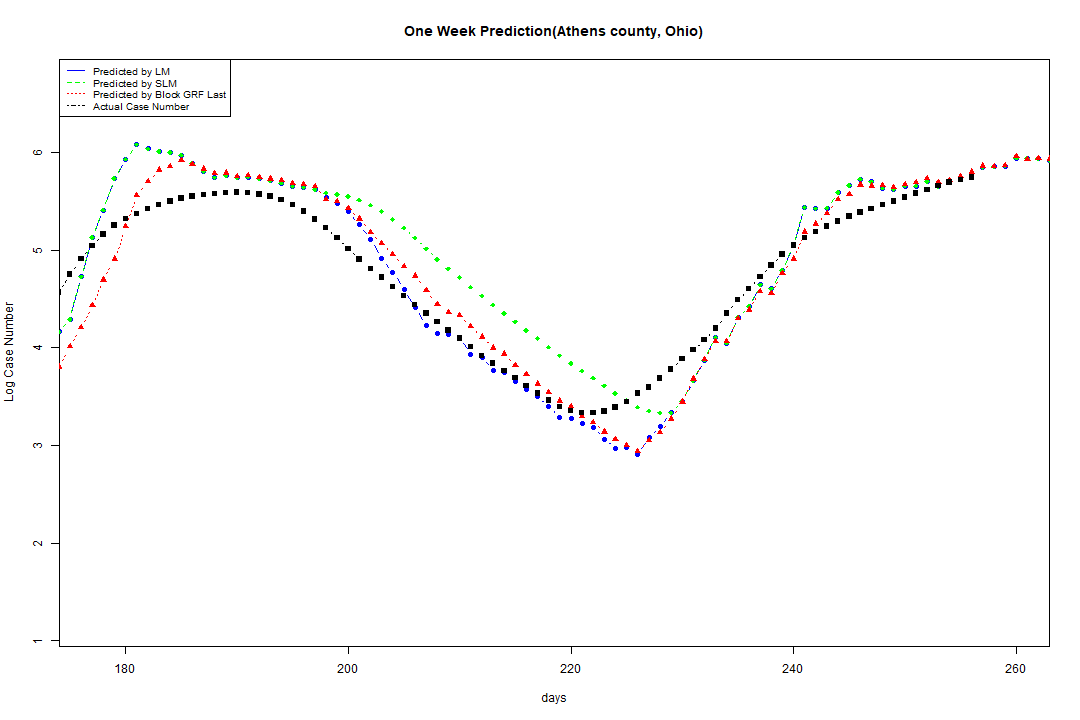 One Week Prediction(Athens county, Ohio)
Predicted by LM
Predicted by SLM
Predicted by Block GRF Last
Actual Case Number
Log Case Number
6
5
4
3
2
1
180 200 220 240 260
days